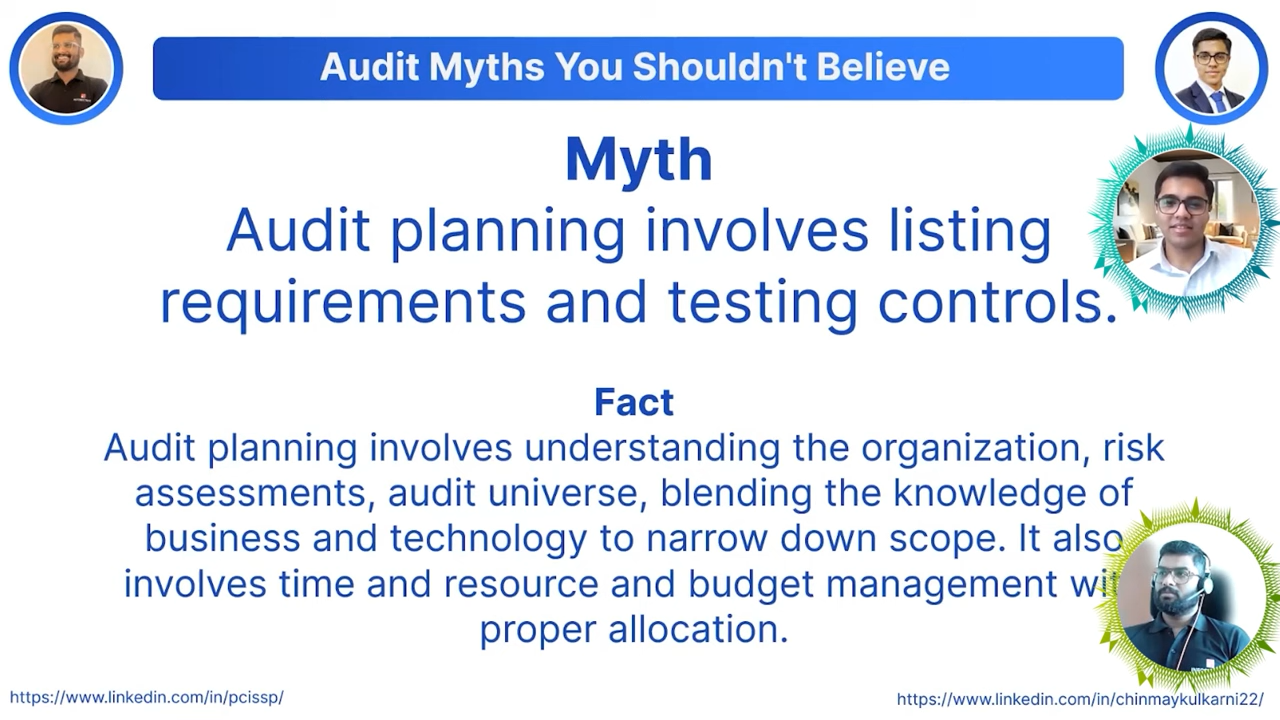 Audit Myths You Shouldn't Believe
Myth
Audit planning involves listing
requirements and testing controls.
Fact
Audit planning involves understanding the organization, risk
assessments, audit universe, blending the knowledge of
business and technology to narrow down scope. It also
involves time and resource and budget management wi
proper allocation.
https://www.linkedin.com/in/pcissp/
https://www.linkedin.com/in/chinmaykulkarni22/